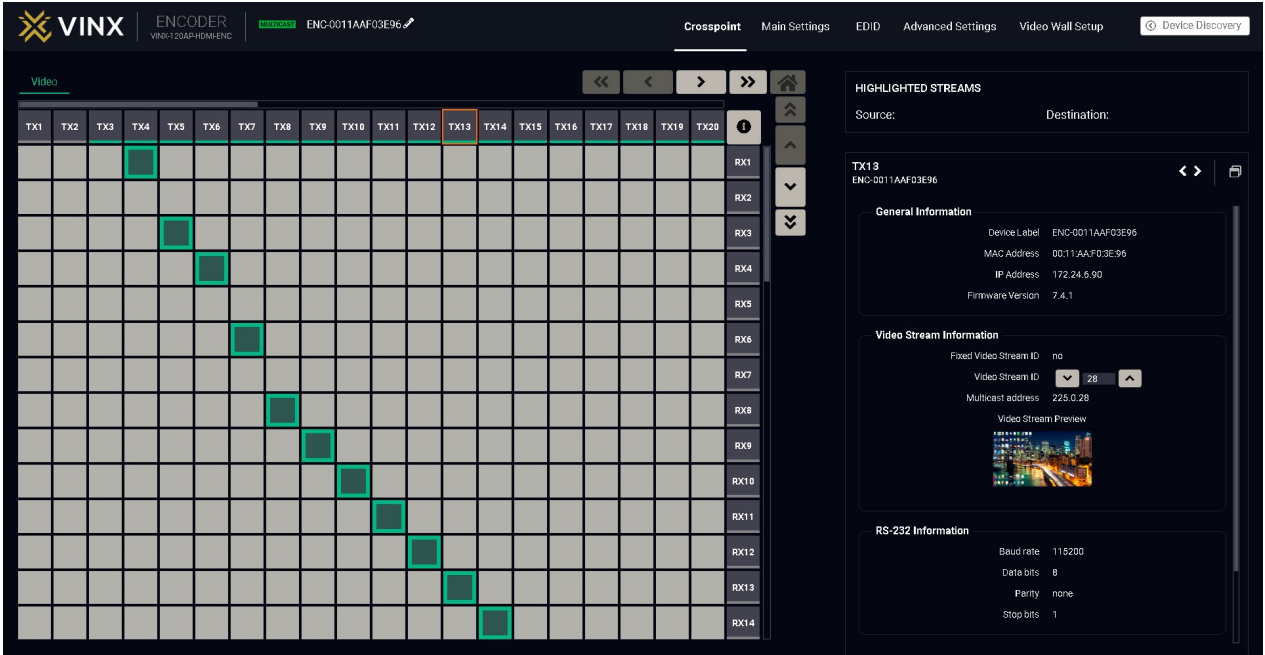 VINX
ENCODER
VINX-120AP-HDMI-ENC
MULTICAST
ENC-0011AAF03E96
Crosspoint
Main Settings
EDID
Advanced Settings
Video Wall Setup
Device Discovery
Video
TX1 TX2 TX3 TX4 TX5 TX6 TX7 TX8 TX9 TX10 TX11 TX12 TX13 TX14 TX15 TX16 TX17 TX18 TX19 TX20
RX1
RX2
RX3
RX4
RX5
RX6
RX7
RX8
RX9
RX10
RX11
RX12
RX13
RX14
HIGHLIGHTED STREAMS
Source: Destination:
TX13
ENC-0011AAF03E96
General Information
Device Label ENC-0011AAF03E96
MAC Address 00:11:AA:F0:3E:96
IP Address 172.24.6.90
Firmware Version 7.4.1
Video Stream Information
Fixed Video Stream ID no
Video Stream ID 28
Multicast address 225.0.28
Video Stream Preview
RS-232 Information
Baud rate 115200
Data bits 8
Parity none
Stop bits 1